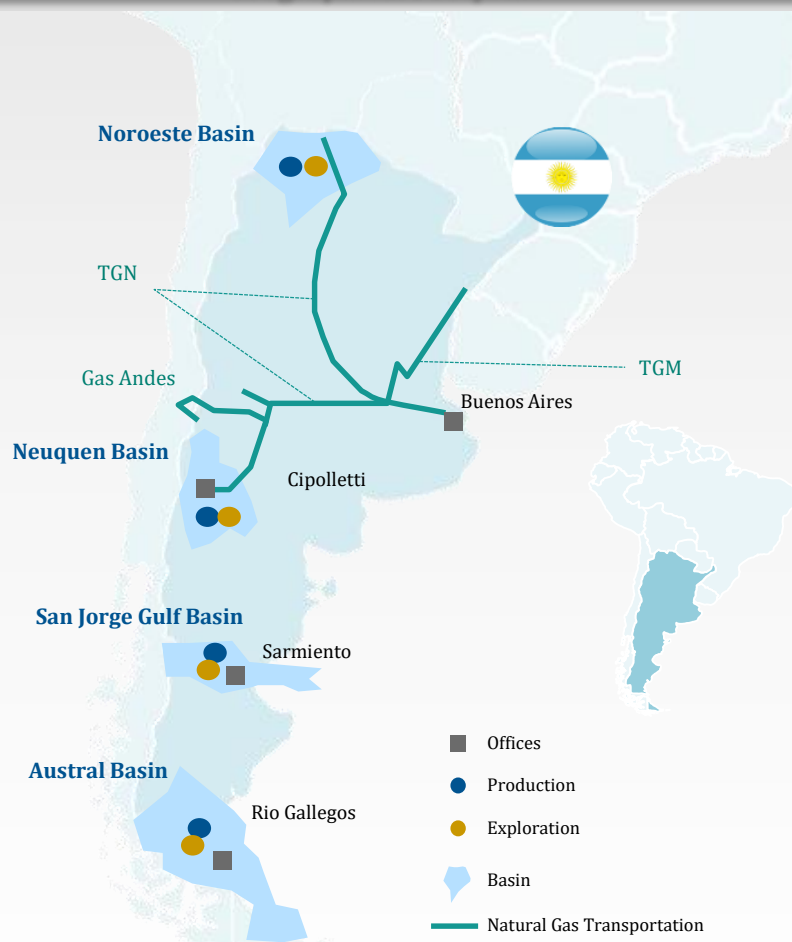 Noroeste Basin
TGN
Gas Andes
TGM
Buenos Aires
Neuquen Basin
Cipolletti
San Jorge Gulf Basin
Sarmiento
Austral Basin
Rio Gallegos
Offices
Production
Exploration
Basin
Natural Gas Transportation